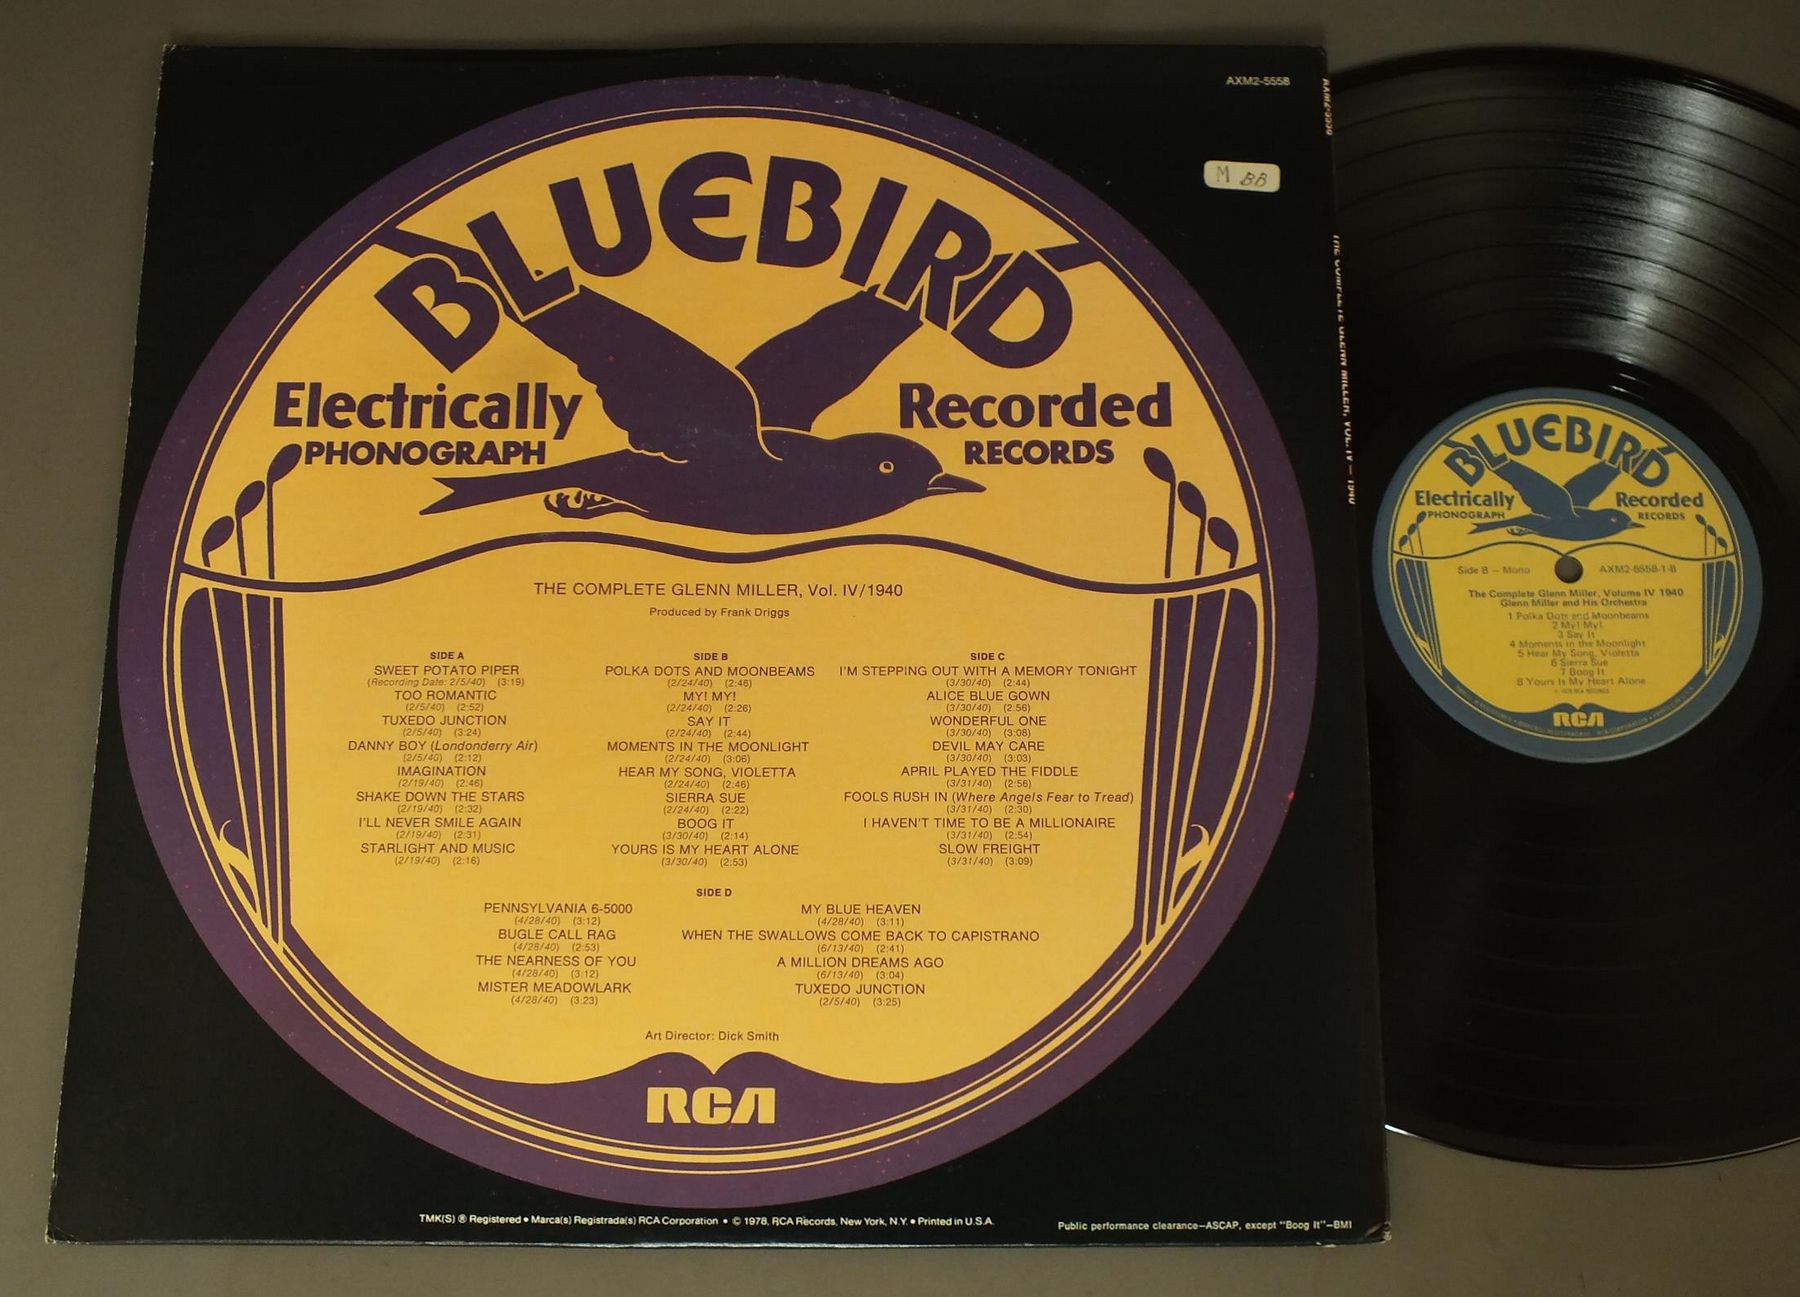 AXM2-5558
M BB
BLUEBIRD
Electrically Recorded
PHONOGRAPH RECORDS
THE COMPLETE GLENN MILLER, Vol. IV/1940
Produced by Frank Driggs
SIDE A
SWEET POTATO PIPER
(Recording Date: 2/5/40) (3:19)
TOO ROMANTIC
(2/5/40) (2:52)
TUXEDO JUNCTION
(2/5/40) (3:24)
DANNY BOY (Londonderry Air)
(2/5/40) (2:12)
IMAGINATION
(2/19/40) (2:46)
SHAKE DOWN THE STARS
(2/19/40) (2:32)
I'LL NEVER SMILE AGAIN
(2/19/40) (2:31)
STARLIGHT AND MUSIC
(2/19/40) (2:16)
SIDE B
POLKA DOTS AND MOONBEAMS
(2/24/40) (2:46)
MY! MY!
(2/24/40) (2:26)
SAY IT
(2/24/40) (2:44)
MOMENTS IN THE MOONLIGHT
(2/24/40) (3:06)
HEAR MY SONG, VIOLETTA
(2/24/40) (2:46)
SIERRA SUE
(2/24/40) (2:22)
BOOG IT
(3/30/40) (2:14)
YOURS IS MY HEART ALONE
(3/30/40) (2:53)
SIDE C
I'M STEPPING OUT WITH A MEMORY TONIGHT
(3/30/40) (2:44)
ALICE BLUE GOWN
(3/30/40) (2:56)
WONDERFUL ONE
(3/30/40) (3:08)
DEVIL MAY CARE
(3/30/40) (3:03)
APRIL PLAYED THE FIDDLE
(3/31/40) (2:56)
FOOLS RUSH IN (Where Angels Fear to Tread)
(3/31/40) (2:30)
I HAVEN'T TIME TO BE A MILLIONAIRE
(3/31/40) (2:54)
SLOW FREIGHT
(3/31/40) (3:09)
SIDE D
PENNSYLVANIA 6-5000
(4/28/40) (3:12)
BUGLE CALL RAG
(4/28/40) (2:53)
THE NEARNESS OF YOU
(4/28/40) (3:12)
MISTER MEADOWLARK
(4/28/40) (3:23)
MY BLUE HEAVEN
(4/28/40) (3:11)
WHEN THE SWALLOWS COME BACK TO CAPISTRANO
(6/13/40) (2:41)
A MILLION DREAMS AGO
(6/13/40) (3:04)
TUXEDO JUNCTION
(2/5/40) (3:25)
Art Director: Dick Smith
RCA
TMK(S) ® Registered • Marca(s) Registrada(s) RCA Corporation • © 1978, RCA Records, New York, N.Y. • Printed in U.S.A.
Public performance clearance—ASCAP, except "Boog It"—BMI
THE COMPLETE GLENN MILLER, VOL. IV — 1940
BLUEBIRD
Electrically Recorded
PHONOGRAPH RECORDS
Side B – Mono AXM2-5558-1-B
The Complete Glenn Miller, Volume IV 1940
Glenn Miller and His Orchestra
1 Polka Dots and Moonbeams
2 My! My!
3 Say It
4 Moments in the Moonlight
5 Hear My Song, Violetta
6 Sierra Sue
7 Boog It
8 Yours Is My Heart Alone
RCA